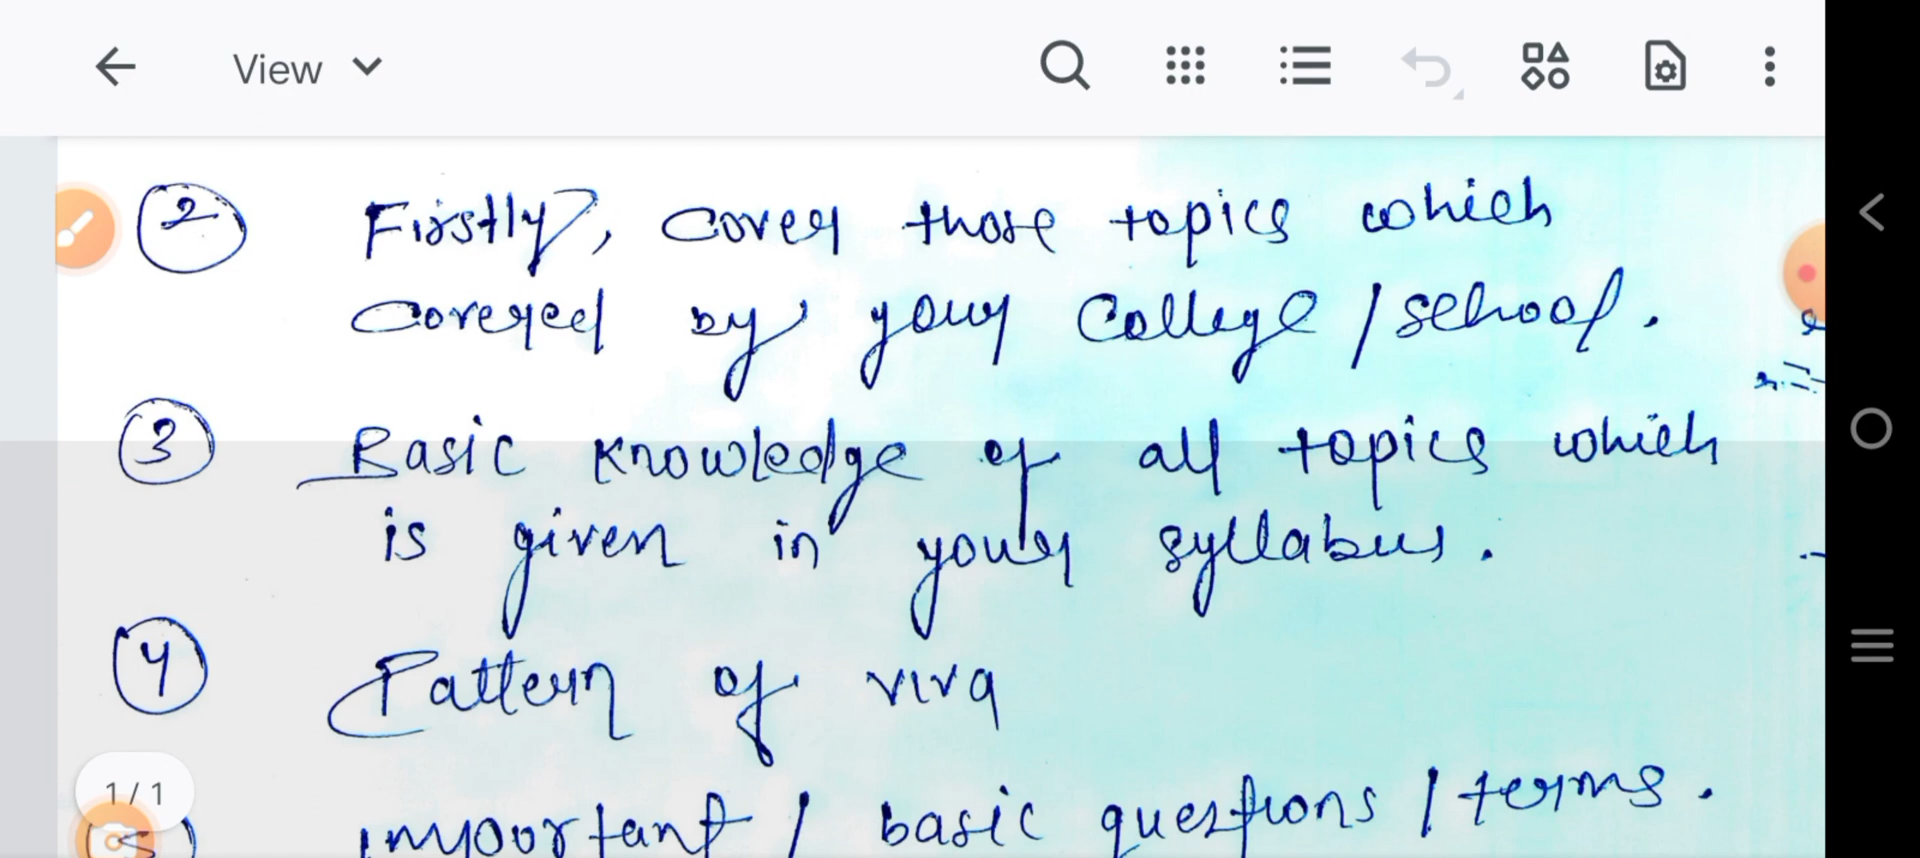 View
2 Firstly, cover those topics which
covered by your College / school.
3 Basic Knowledge of all topics which
is given in your syllabus.
4 Pattern of viva
1 / 1
important / basic questions / terms.